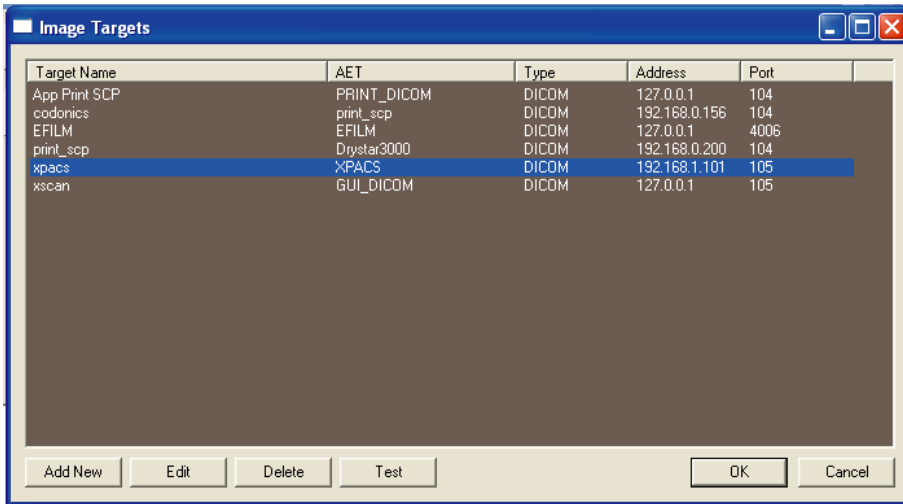 Image Targets
Target Name AET Type Address Port
App Print SCP PRINT_DICOM DICOM 127.0.0.1 104
codonics print_scp DICOM 192.168.0.156 104
EFILM EFILM DICOM 127.0.0.1 4006
print_scp Drystar3000 DICOM 192.168.0.200 104
xpacs XPACS DICOM 192.168.1.101 105
xscan GUI_DICOM DICOM 127.0.0.1 105
Add New Edit Delete Test OK Cancel